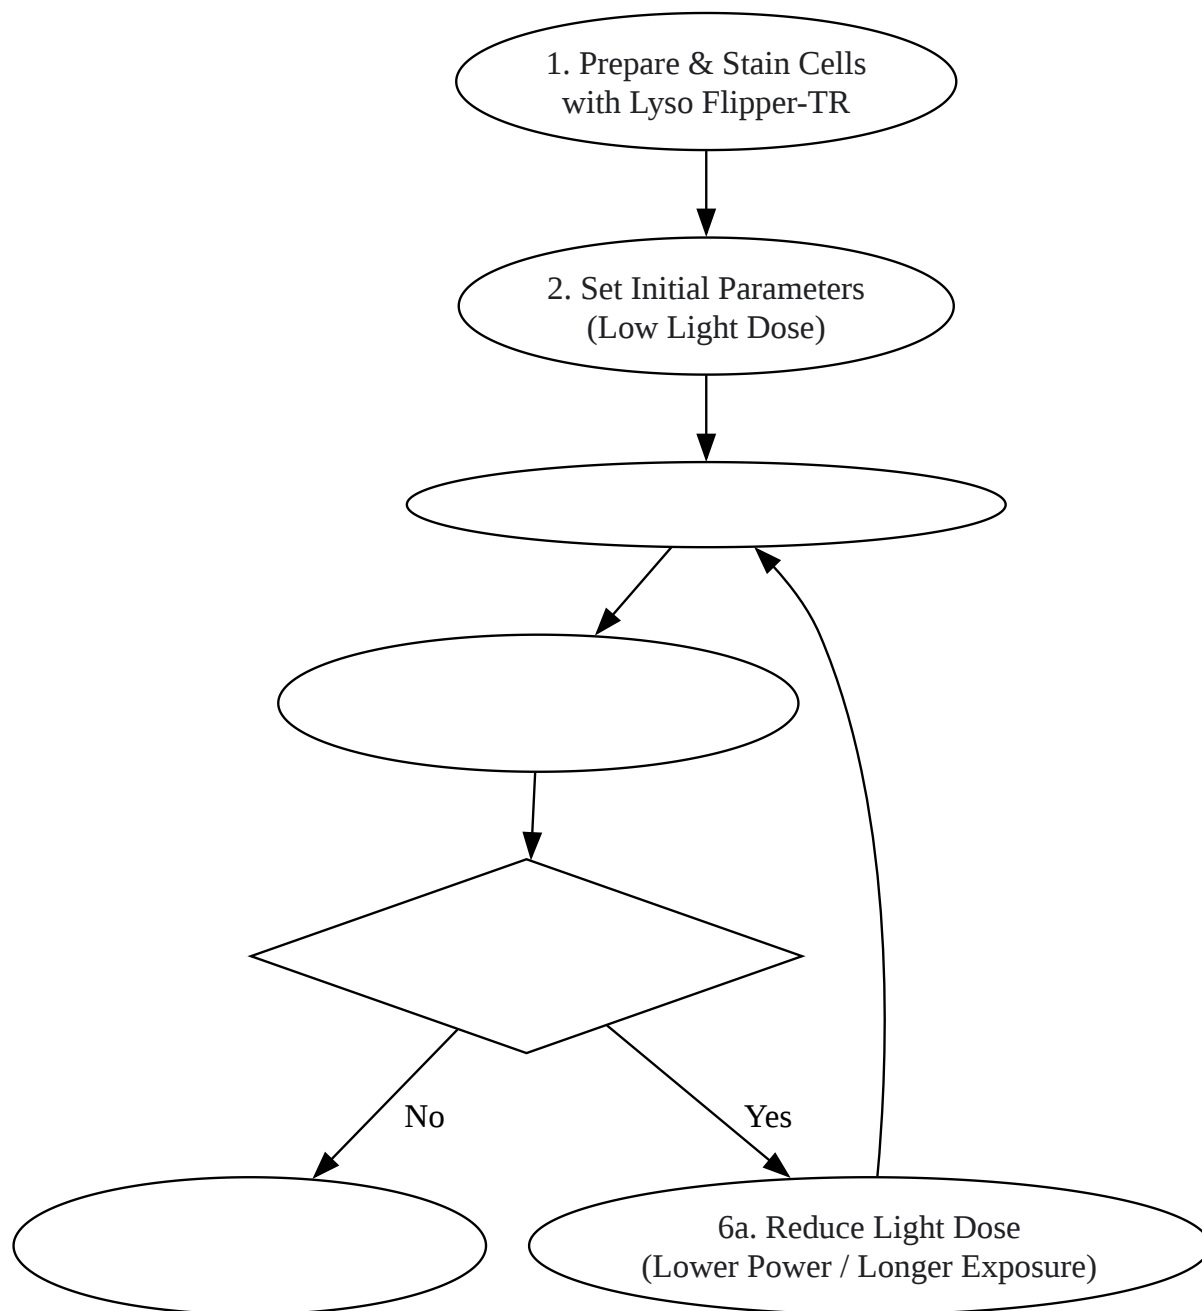 1. Prepare & Stain Cells
with Lyso Flipper-TR
2. Set Initial Parameters
(Low Light Dose)
No
Yes
6a. Reduce Light Dose
(Lower Power / Longer Exposure)